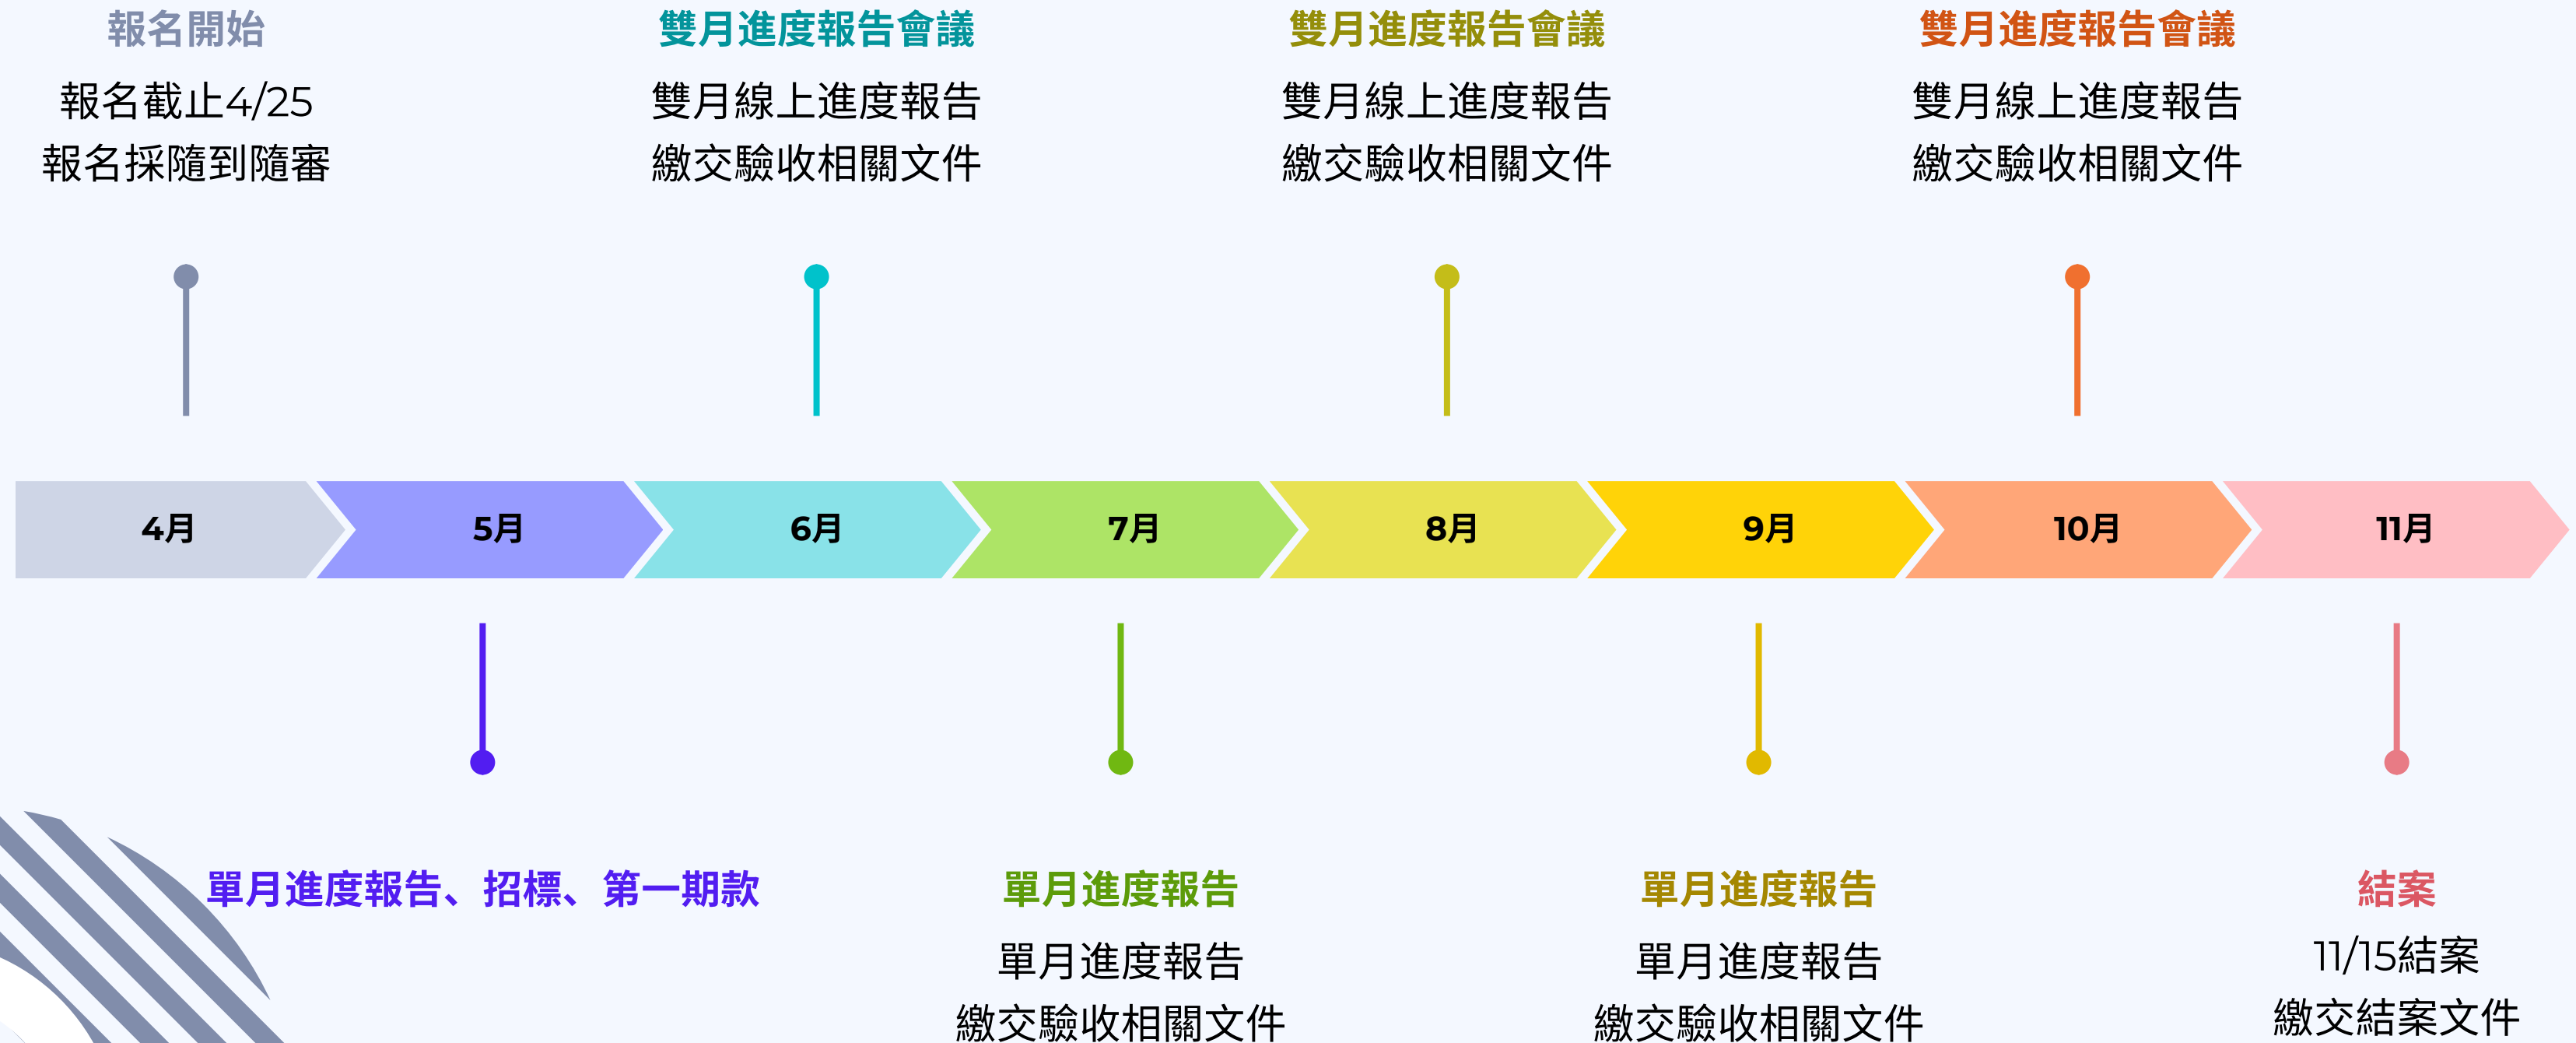 報名開始
報名截止4/25
報名採隨到隨審
雙月進度報告會議
雙月線上進度報告
繳交驗收相關文件
雙月進度報告會議
雙月線上進度報告
繳交驗收相關文件
雙月進度報告會議
雙月線上進度報告
繳交驗收相關文件
4月
5月
6月
7月
8月
9月
10月
11月
單月進度報告、招標、第一期款
單月進度報告
單月進度報告
繳交驗收相關文件
單月進度報告
單月進度報告
繳交驗收相關文件
結案
11/15結案
繳交結案文件